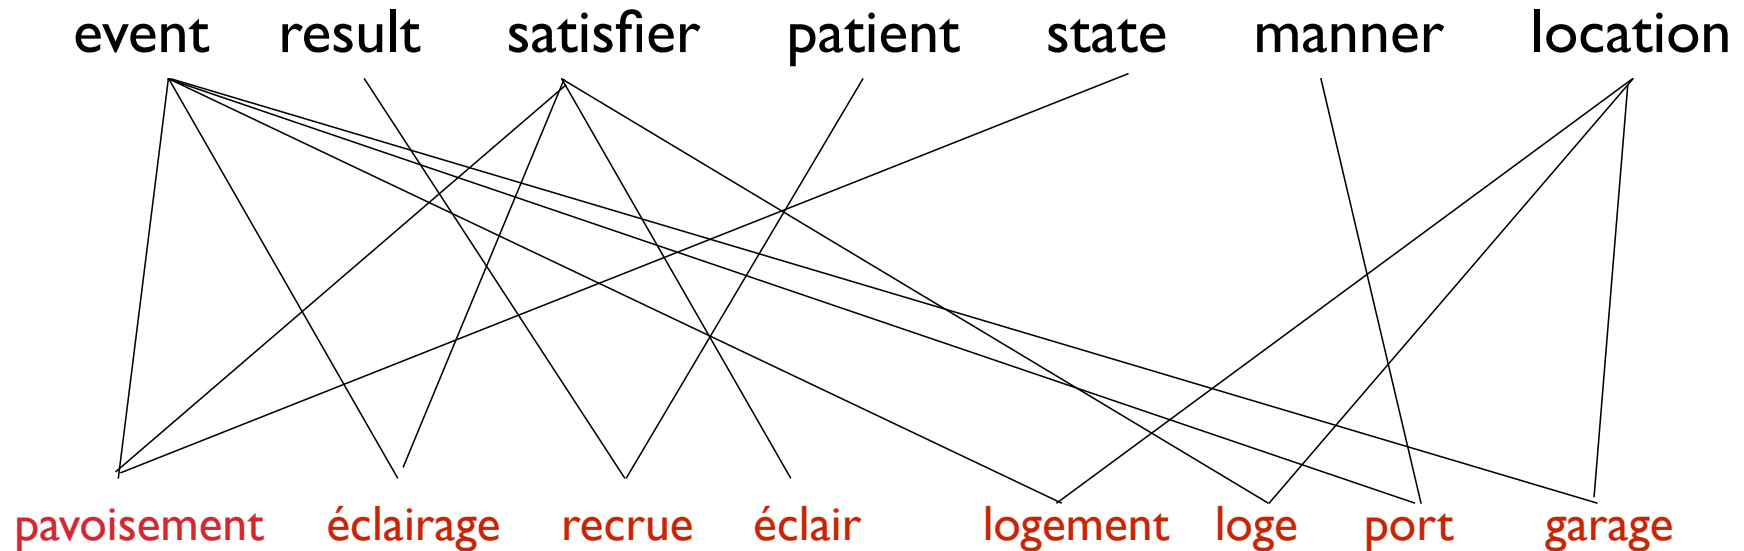 event result satisfier patient state manner location
pavoisement éclairage recrue éclair logement loge port garage